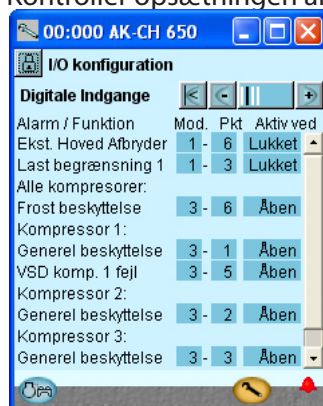 Kontroller opsætningen af
00:000 AK-CH 650
I/O konfiguration
Digitale Indgange
Alarm / Funktion Mod. Pkt Aktiv ved
Ekst. Hoved Afbryder 1 - 6 Lukket
Last begrænsning 1 1 - 3 Lukket
Alle kompresorer:
Frost beskyttelse 3 - 6 Åben
Kompressor 1:
Generel beskyttelse 3 - 1 Åben
VSD komp. 1 fejl 3 - 5 Åben
Kompressor 2:
Generel beskyttelse 3 - 2 Åben
Kompressor 3:
Generel beskyttelse 3 - 3 Åben